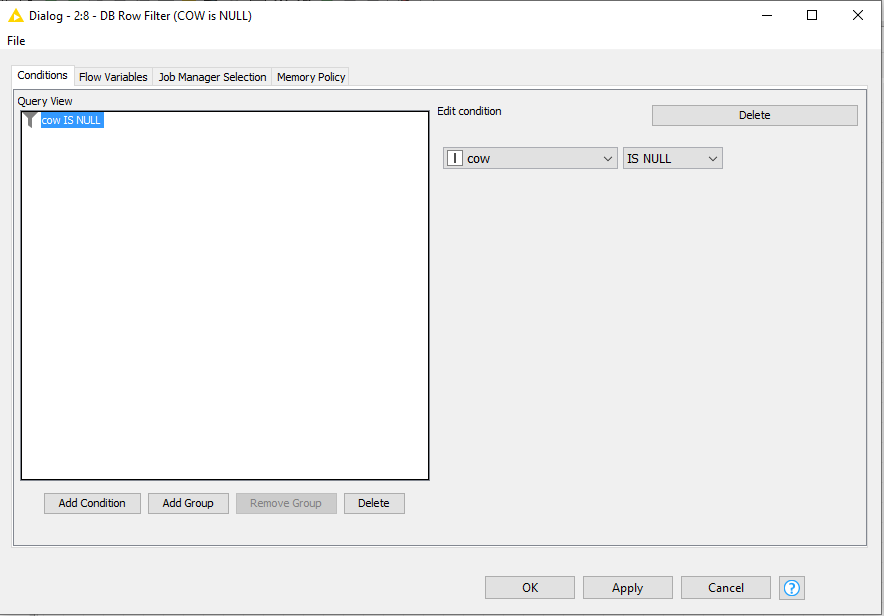 Dialog - 2:8 - DB Row Filter (COW is NULL)
File
Conditions Flow Variables Job Manager Selection Memory Policy
Query View
cow IS NULL
Edit condition
Delete
I cow
IS NULL
Add Condition Add Group Remove Group Delete
OK Apply Cancel ?